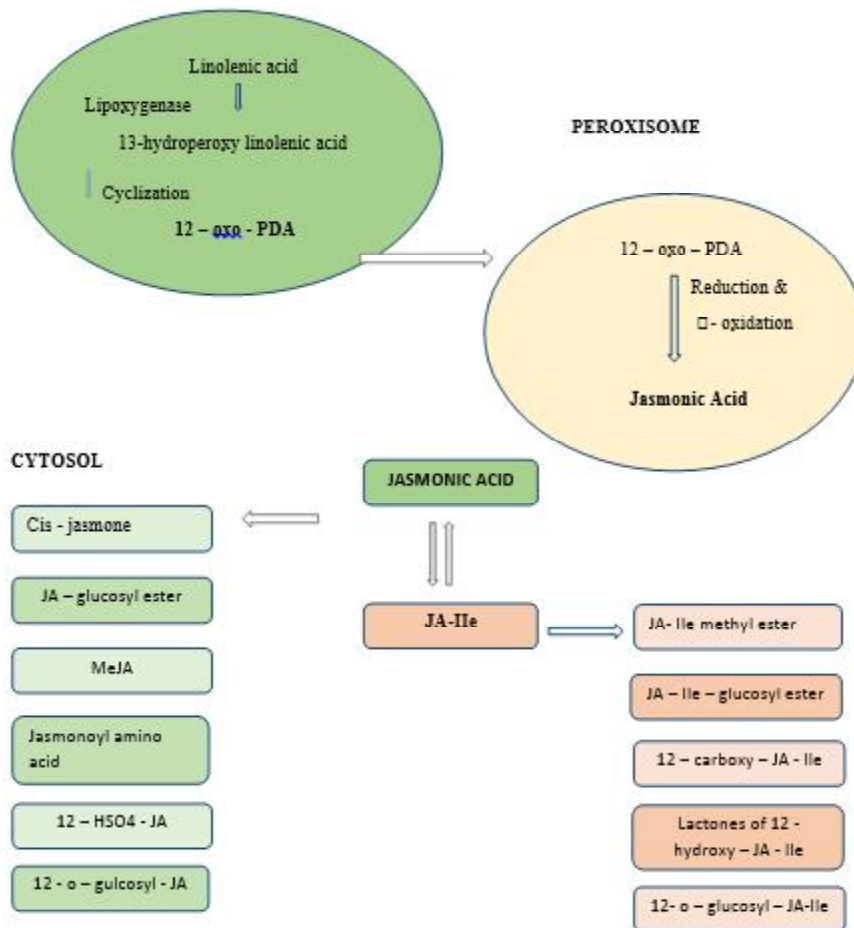 Linolenic acid
Lipoxygenase
13-hydroperoxy linolenic acid
Cyclization
12 – oxo - PDA
PEROXISOME
12 – oxo – PDA
Reduction &
□ - oxidation
Jasmonic Acid
CYTOSOL
JASMONIC ACID
Cis - jasmone
JA – glucosyl ester
MeJA
Jasmonoyl amino
acid
12 – HSO4 - JA
12 - o – gulcosyl - JA
JA-IIe
JA- Ile methyl ester
JA – Ile – glucosyl ester
12 – carboxy – JA - Ile
Lactones of 12 -
hydroxy – JA - Ile
12- o – glucosyl – JA-Ile